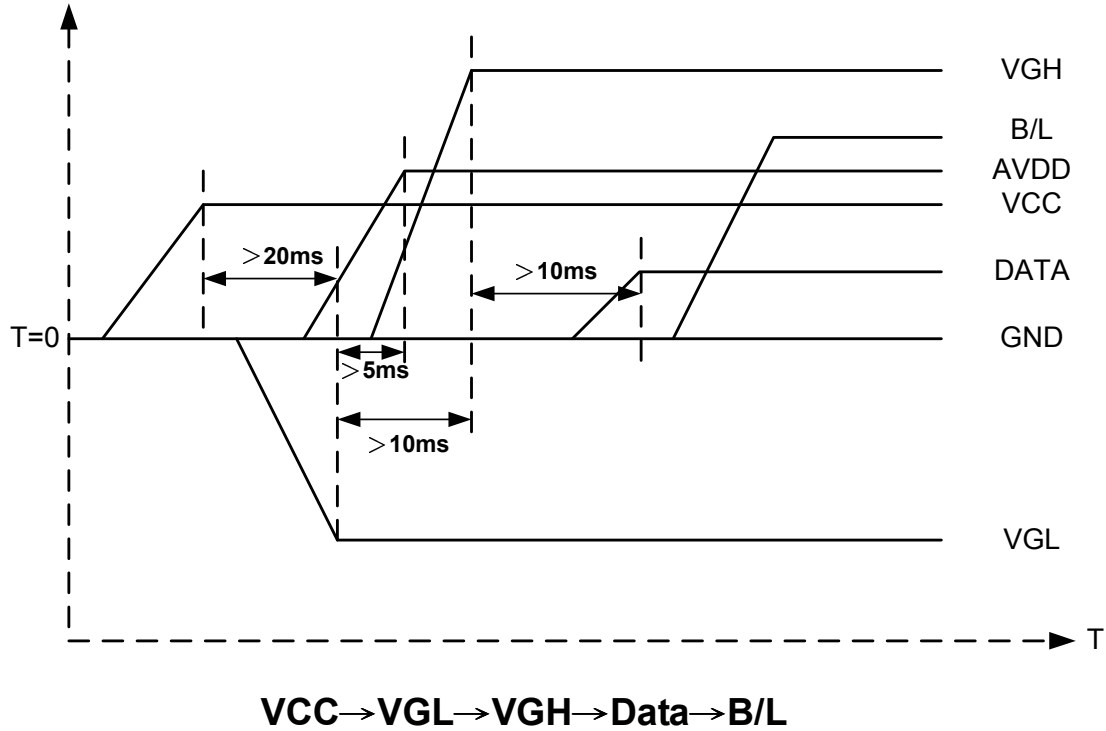 VGH
B/L
AVDD
VCC
＞20ms
＞10ms
DATA
T=0
GND
＞5ms
＞10ms
VGL
T
VCC→VGL→VGH→Data→B/L